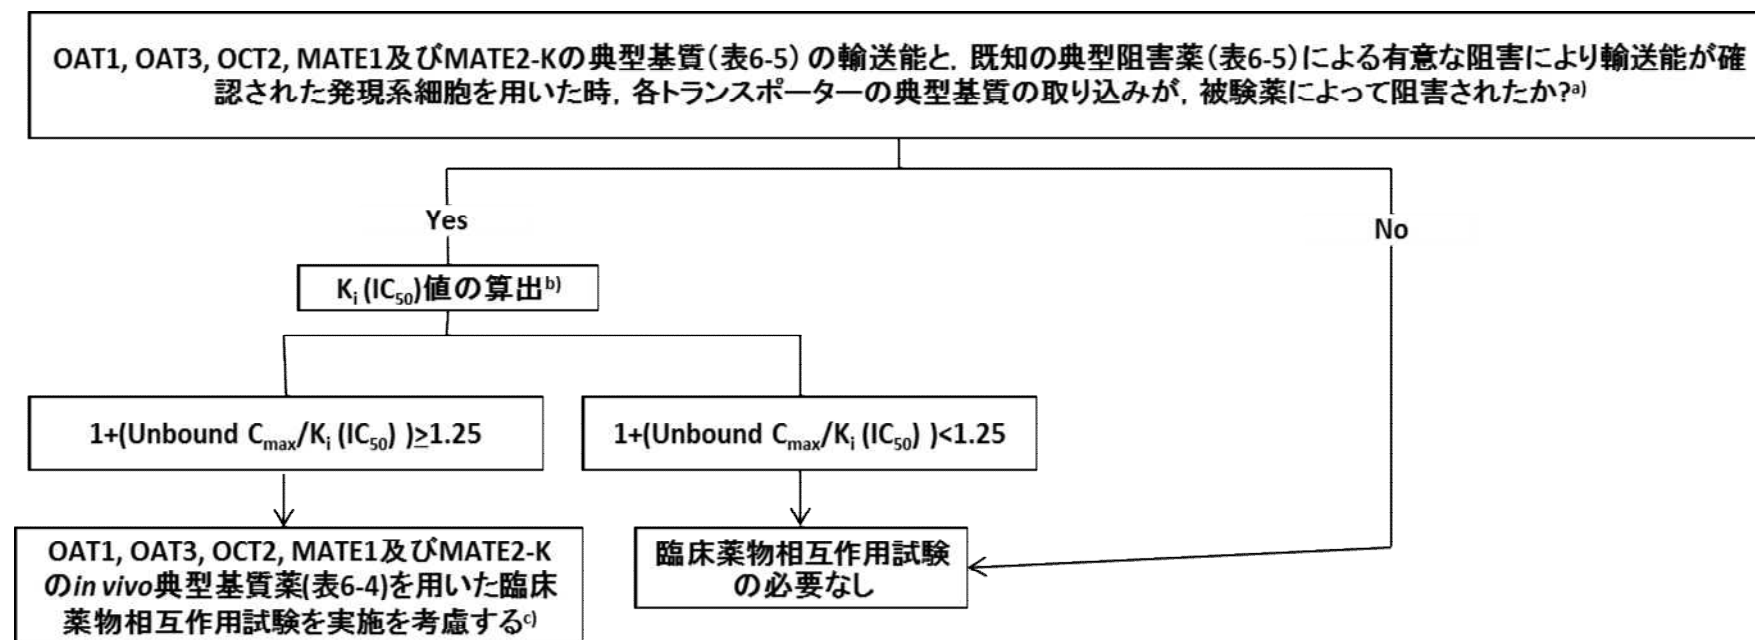 OAT1, OAT3, OCT2, MATE1及びMATE2-Kの典型基質(表6-5) の輸送能と, 既知の典型阻害薬(表6-5)による有意な阻害により輸送能が確
認された発現系細胞を用いた時, 各トランスポーターの典型基質の取り込みが, 被験薬によって阻害されたか?a)
Yes
No
Ki (IC50)値の算出b)
1+(Unbound Cmax/Ki (IC50) )≥1.25
1+(Unbound Cmax/Ki (IC50) )<1.25
OAT1, OAT3, OCT2, MATE1及びMATE2-K
のin vivo典型基質薬(表6-4)を用いた臨床
薬物相互作用試験を実施を考慮するc)
臨床薬物相互作用試験
の必要なし